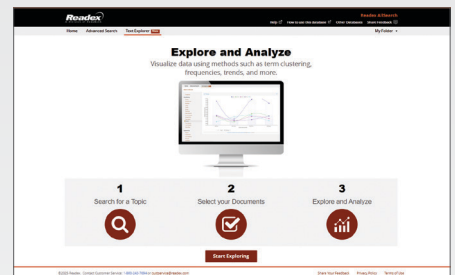 Readex
Readex AllSearch
Help How to use this database Other Databases Share Feedback
Home Advanced Search Text Explorer New
My Folder
Explore and Analyze
Visualize data using methods such as term clustering,
frequencies, trends, and more.
1
Search for a Topic
2
Select your Documents
3
Explore and Analyze
Start Exploring
Share Your Feedback Privacy Policy Terms of Use